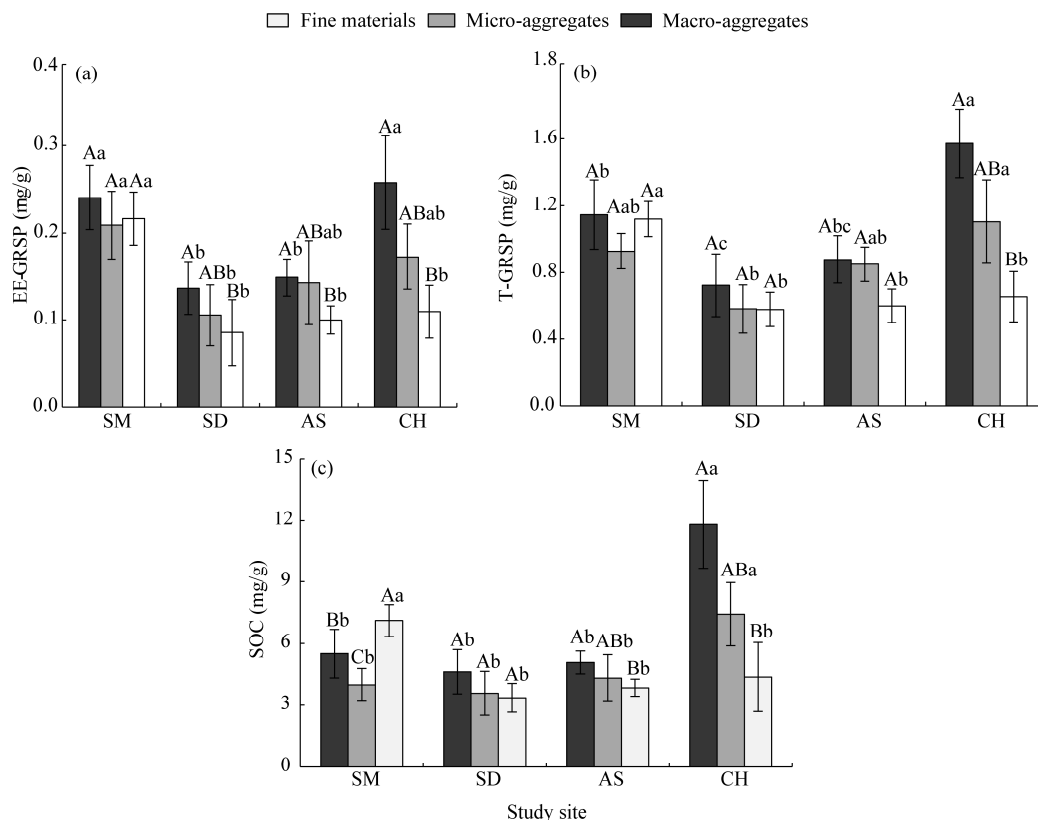 Fine materials Micro-aggregates Macro-aggregates
(a)
EE-GRSP (mg/g)
0.4
0.3
0.2
0.1
0.0
Aa Aa Aa
Ab ABb Bb
Ab ABab Bb
Aa ABab Bb
SM SD AS CH
(b)
T-GRSP (mg/g)
1.8
1.6
1.2
0.8
0.4
0.0
Ab Aab Aa
Ac Ab Ab
Abc Aab Ab
Aa ABa Bb
SM SD AS CH
(c)
SOC (mg/g)
15
12
9
6
3
0
Bb Cb Aa
Ab Ab Ab
Ab ABb Bb
Aa ABa Bb
SM SD AS CH
Study site